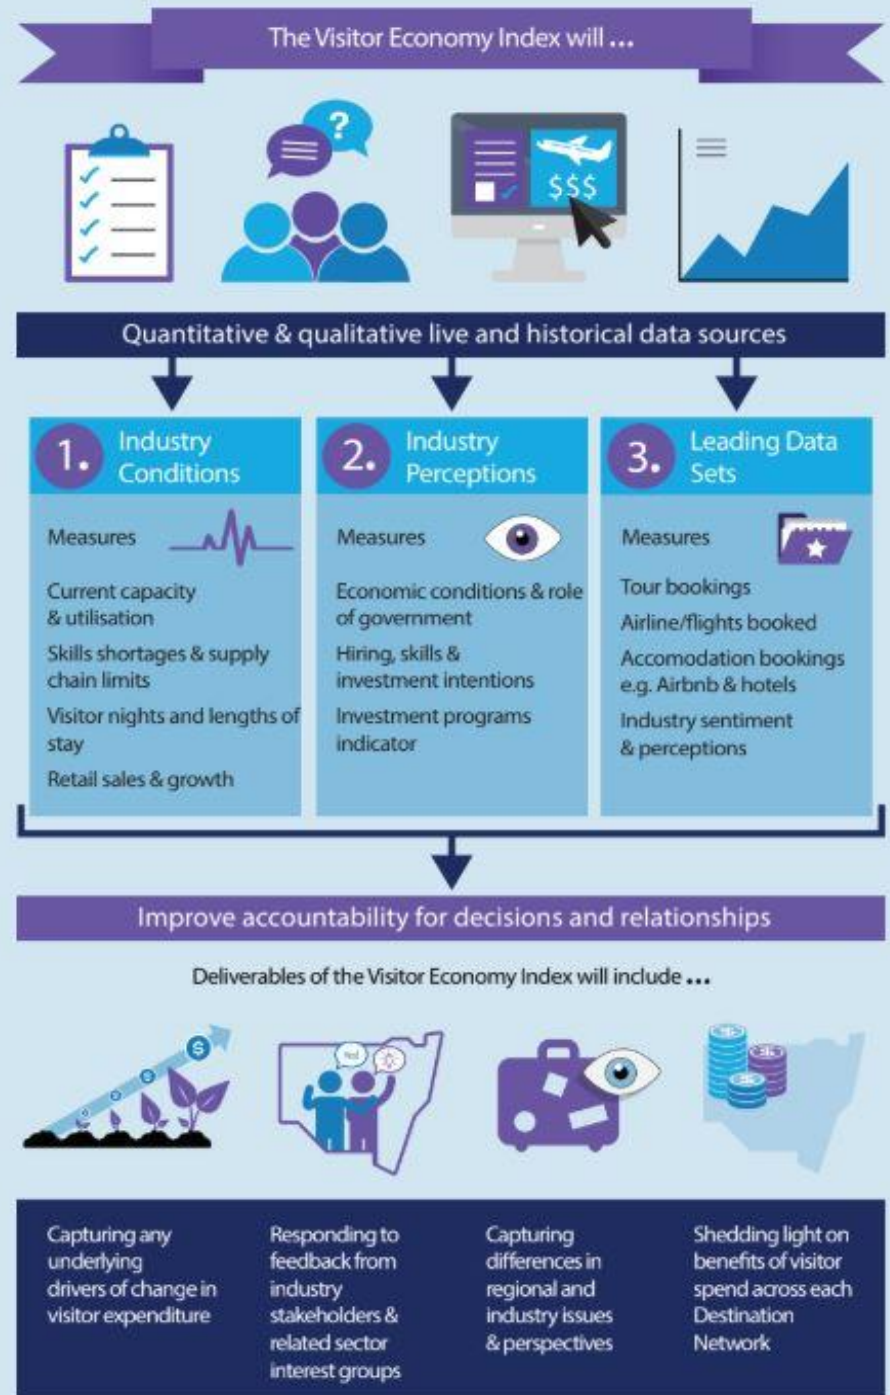 The Visitor Economy Index will ...
?
$$$
Quantitative & qualitative live and historical data sources
1. Industry
Conditions
Measures
Current capacity
& utilisation
Skills shortages & supply
chain limits
Visitor nights and lengths of
stay
Retail sales & growth
2. Industry
Perceptions
Measures
Economic conditions & role
of government
Hiring, skills &
investment intentions
Investment programs
indicator
3. Leading Data
Sets
Measures
Tour bookings
Airline/flights booked
Accomodation bookings
e.g. Airbnb & hotels
Industry sentiment
& perceptions
Improve accountability for decisions and relationships
Deliverables of the Visitor Economy Index will include ...
$
Capturing any
underlying
drivers of change in
visitor expenditure
Responding to
feedback from
industry
stakeholders &
related sector
interest groups
Capturing
differences in
regional and
industry issues
& perspectives
Shedding light on
benefits of visitor
spend across each
Destination
Network